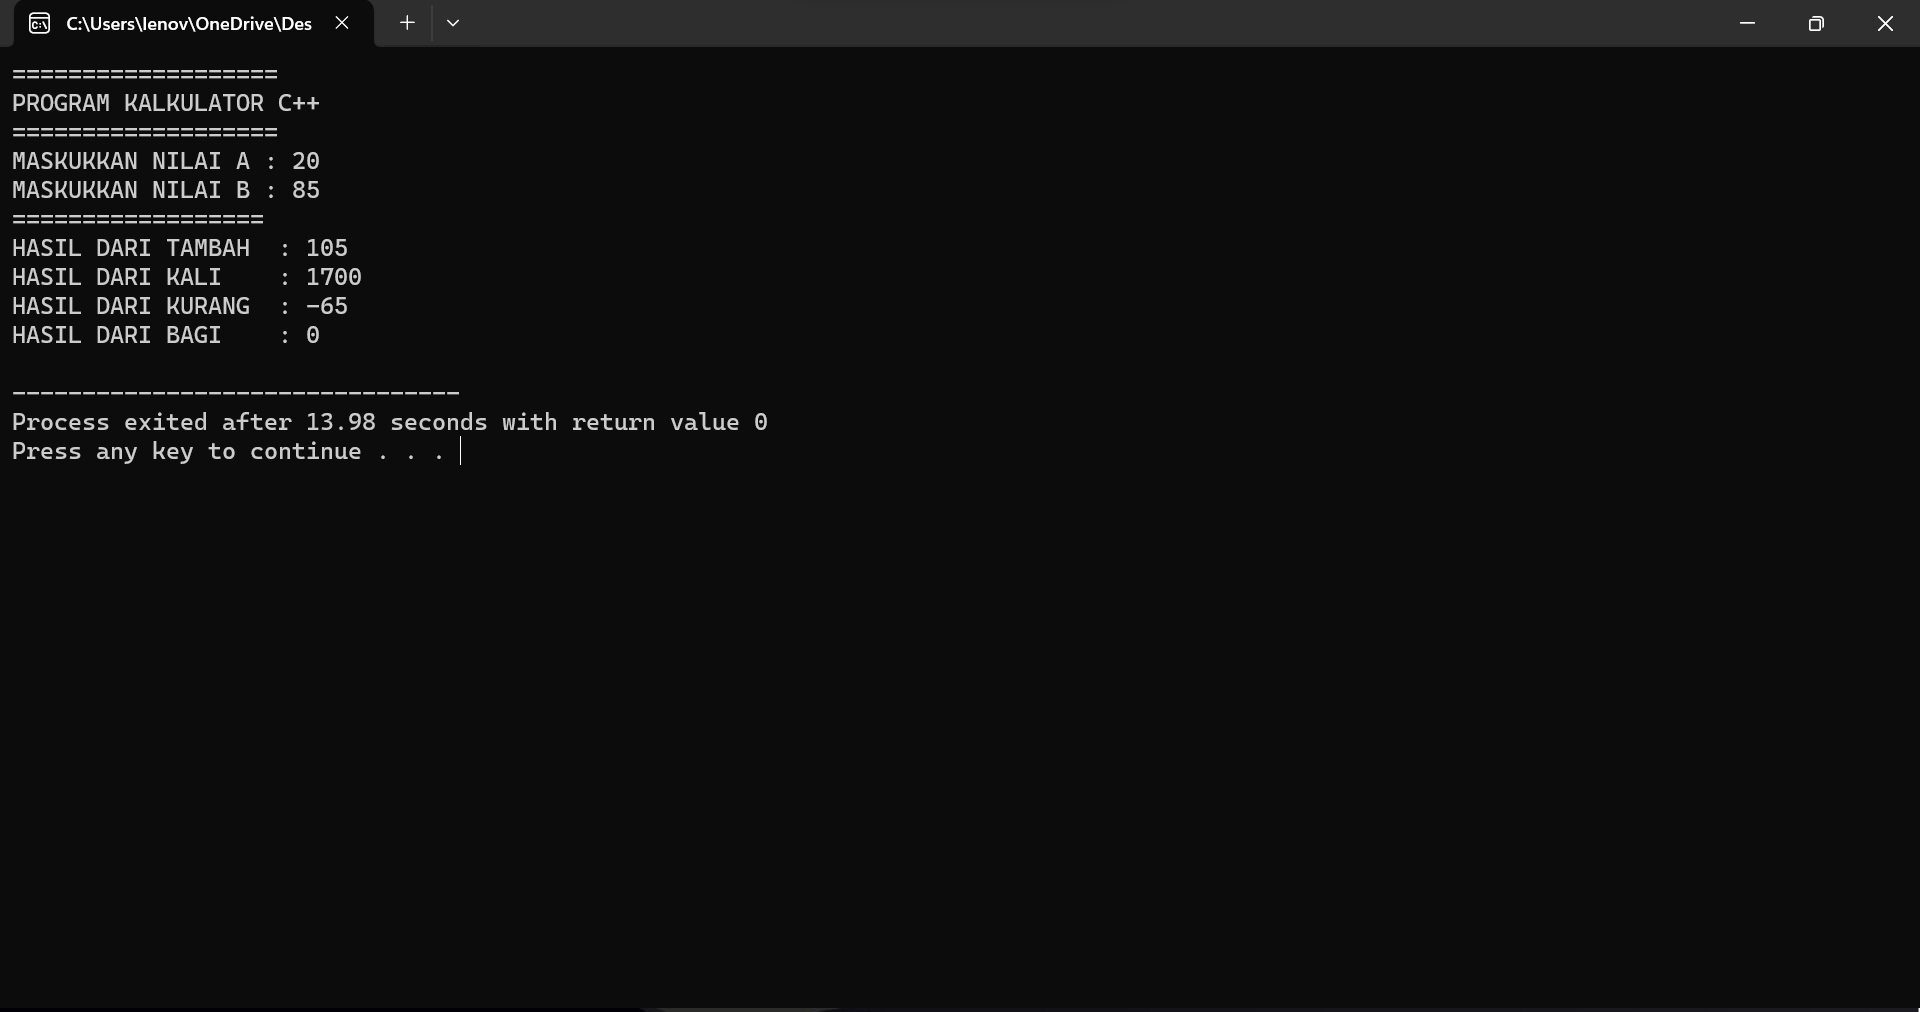 C:\Users\lenov\OneDrive\Des
===================
PROGRAM KALKULATOR C++
===================
MASKUKKAN NILAI A : 20
MASKUKKAN NILAI B : 85
==================
HASIL DARI TAMBAH  : 105
HASIL DARI KALI    : 1700
HASIL DARI KURANG  : -65
HASIL DARI BAGI    : 0
--------------------------------
Process exited after 13.98 seconds with return value 0
Press any key to continue . . .